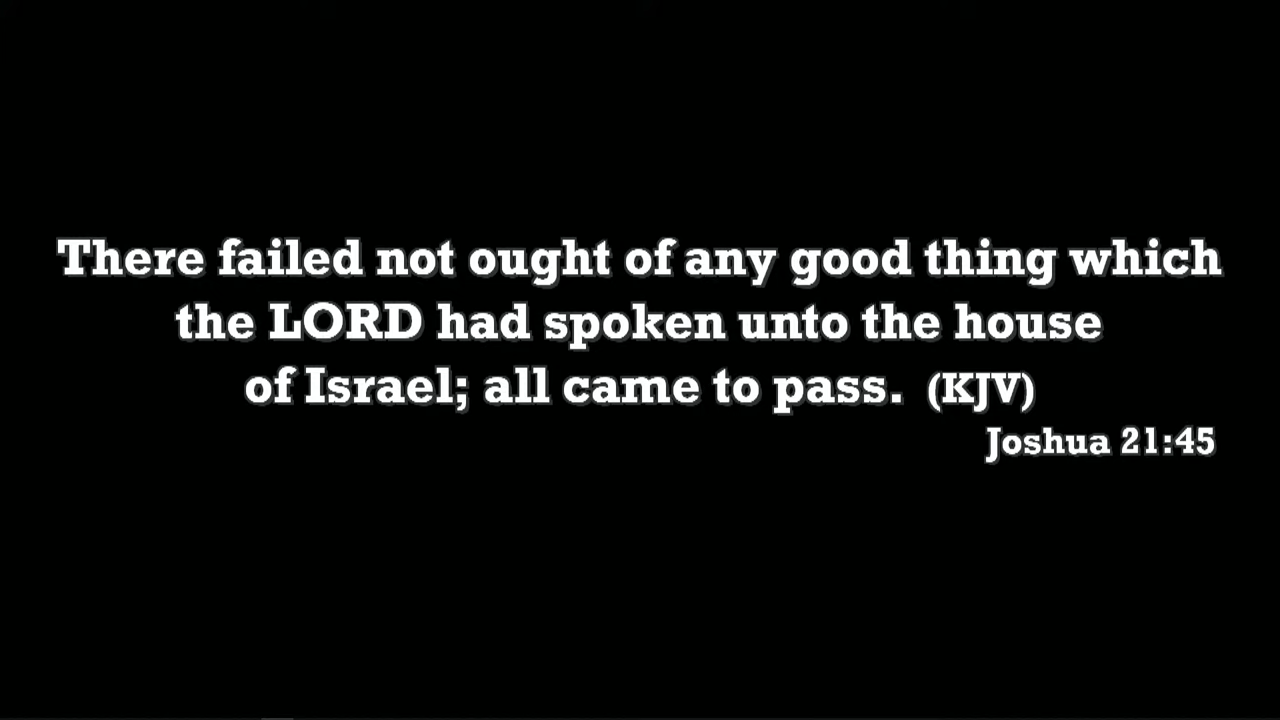 There failed not ought of any good thing which
the LORD had spoken unto the house
of Israel; all came to pass. (KJV)
Joshua 21:45